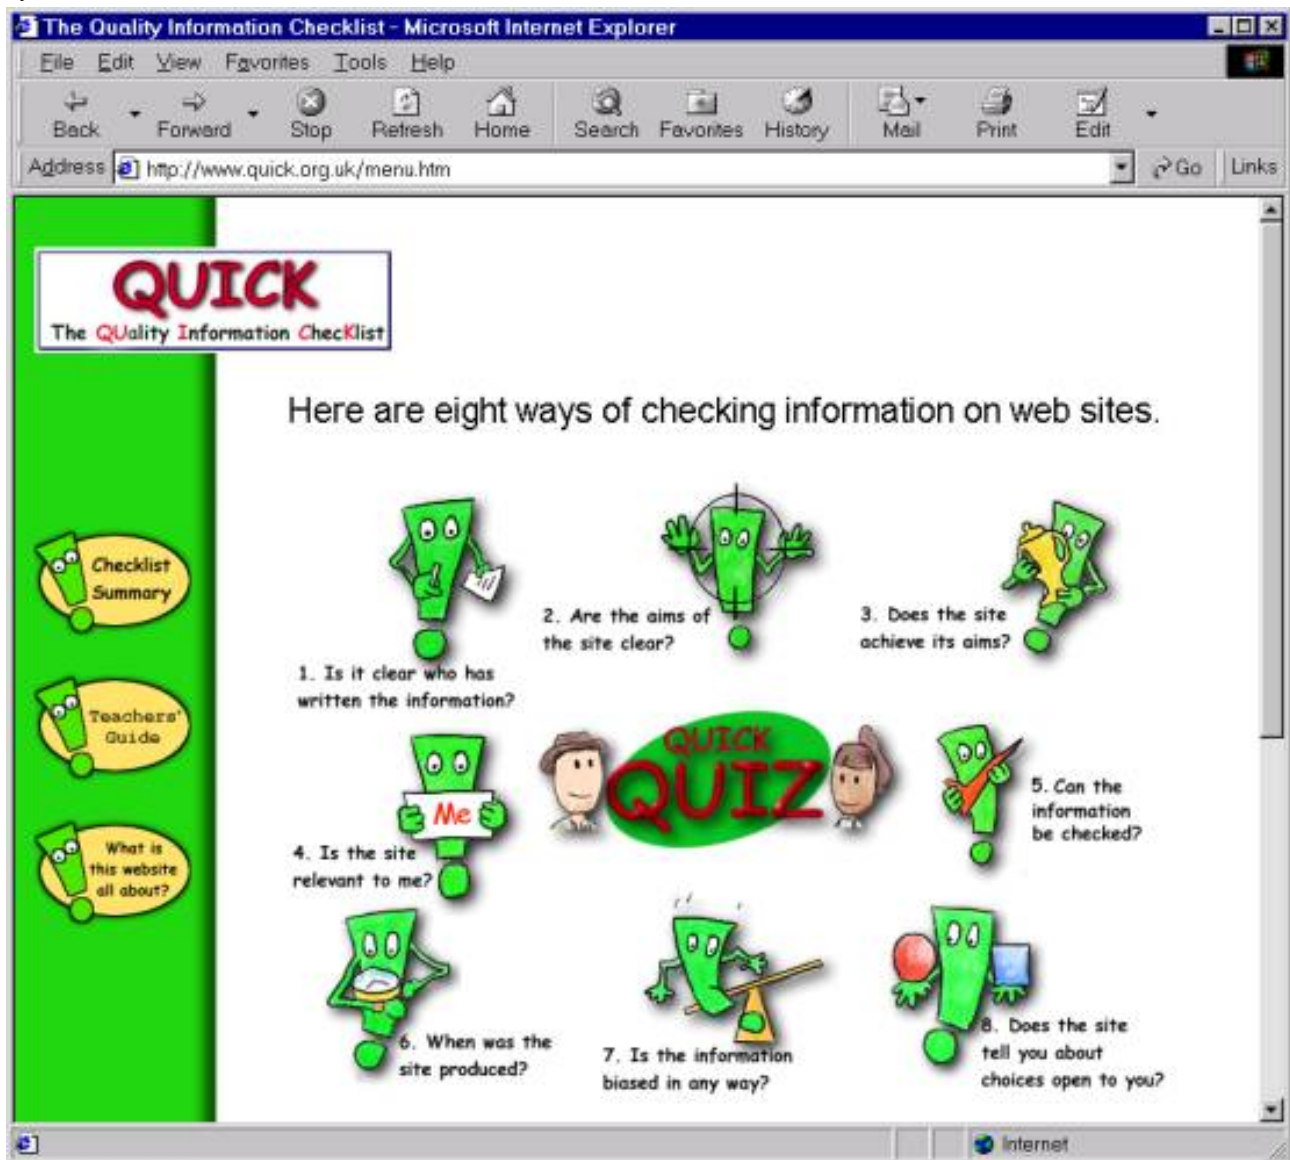 The Quality Information Checklist - Microsoft Internet Explorer
File Edit View Favorites Tools Help
Back Forward Stop Refresh Home Search Favorites History Mail Print Edit
Address http://www.quick.org.uk/menu.htm Go Links
QUICK
The QUality Information ChecKlist
Here are eight ways of checking information on web sites.
Checklist
Summary
Teachers'
Guide
What is
this website
all about?
1. Is it clear who has
written the information?
2. Are the aims of
the site clear?
3. Does the site
achieve its aims?
4. Is the site
relevant to me?
Me
QUICK
QUIZ
5. Can the
information
be checked?
6. When was the
site produced?
7. Is the information
biased in any way?
8. Does the site
tell you about
choices open to you?
Internet